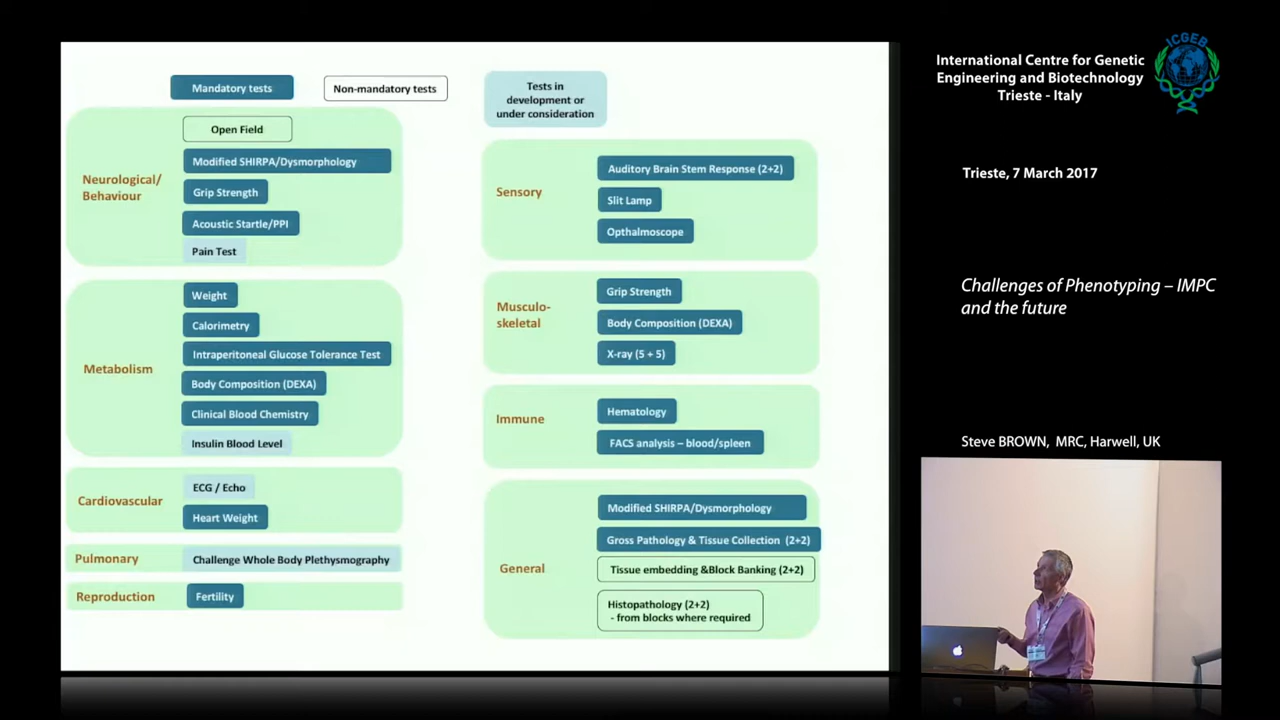 Mandatory tests
Non-mandatory tests
Tests in
development or
under consideration
Neurological/
Behaviour
Open Field
Modified SHIRPA/Dysmorphology
Grip Strength
Acoustic Startle/PPI
Pain Test
Metabolism
Weight
Calorimetry
Intraperitoneal Glucose Tolerance Test
Body Composition (DEXA)
Clinical Blood Chemistry
Insulin Blood Level
Cardiovascular
ECG / Echo
Heart Weight
Pulmonary
Challenge Whole Body Plethysmography
Reproduction
Fertility
Sensory
Auditory Brain Stem Response (2+2)
Slit Lamp
Opthalmoscope
Musculo-
skeletal
Grip Strength
Body Composition (DEXA)
X-ray (5 + 5)
Immune
Hematology
FACS analysis – blood/spleen
General
Modified SHIRPA/Dysmorphology
Gross Pathology & Tissue Collection (2+2)
Tissue embedding &Block Banking (2+2)
Histopathology (2+2)
- from blocks where required
International Centre for Genetic
Engineering and Biotechnology
Trieste - Italy
ICGEB
Trieste, 7 March 2017
Challenges of Phenotyping – IMPC
and the future
Steve BROWN, MRC, Harwell, UK